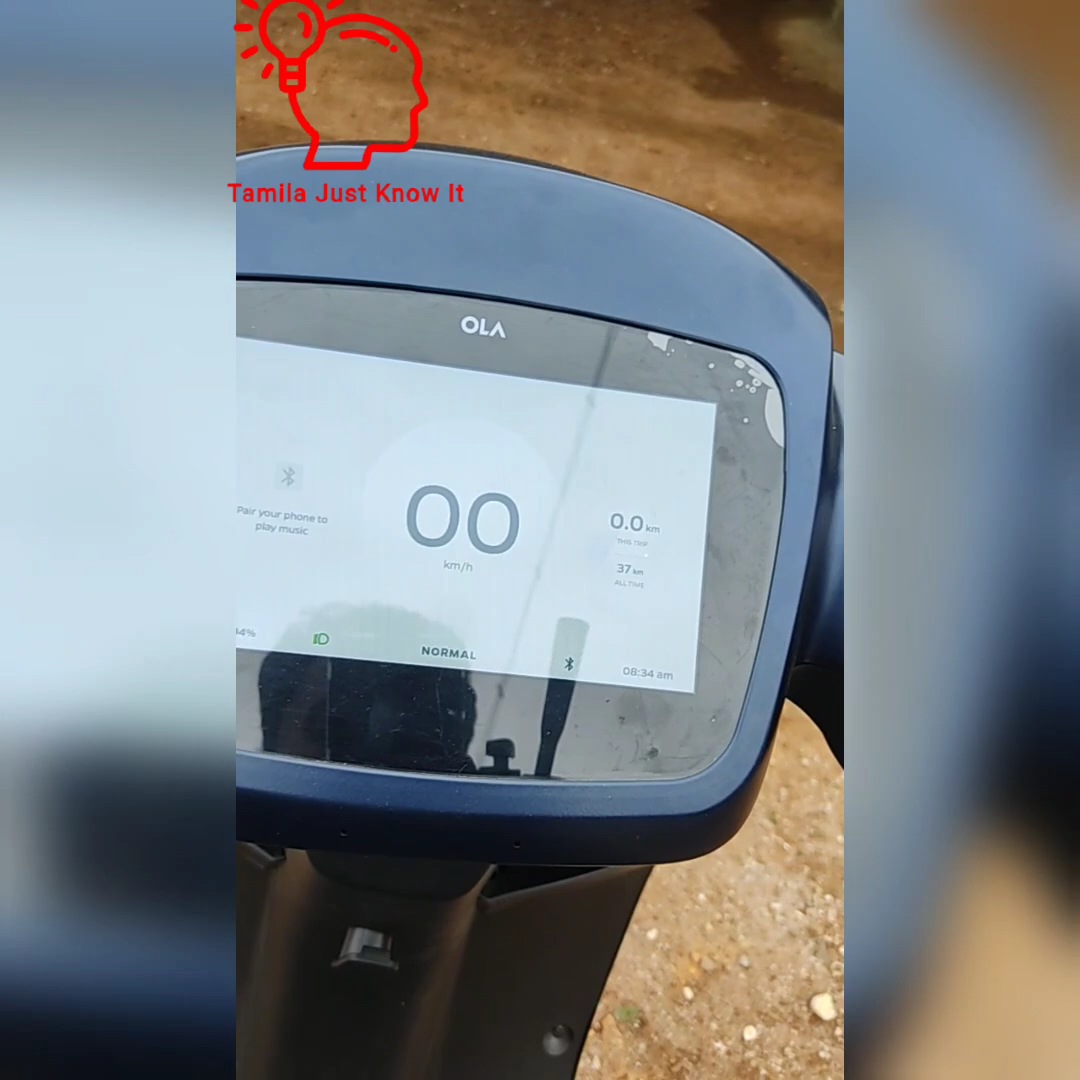 Tamila Just Know It
OLA
Pair your phone to
play music
00
km/h
0.0 km
THIS TRIP
37 km
ALL TIME
4%
NORMAL
08:34 am